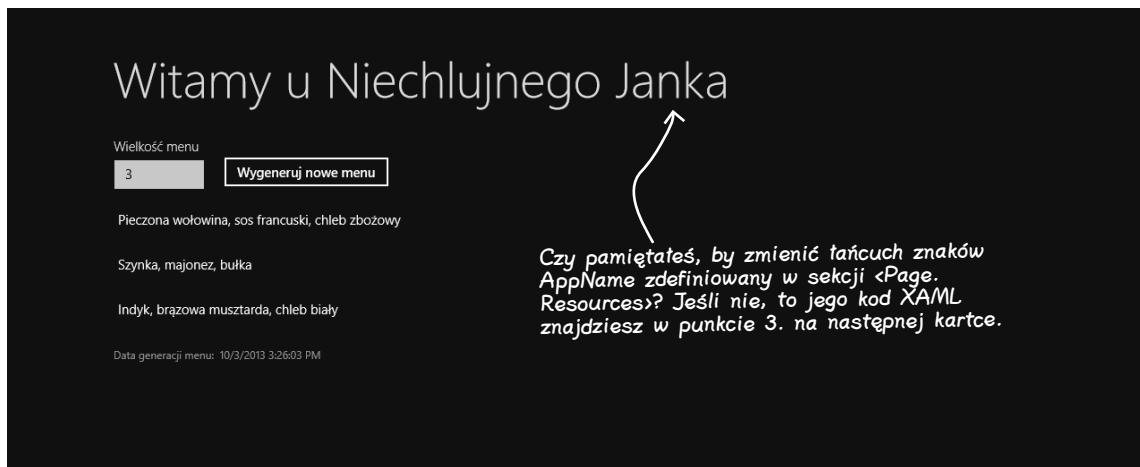 Witamy u Niechlujnego Janka
Wielkość menu
3
Wygeneruj nowe menu
Pieczona wołowina, sos francuski, chleb zbożowy
Szynka, majonez, bułka
Indyk, brązowa musztarda, chleb biały
Data generacji menu: 10/3/2013 3:26:03 PM
Czy pamiętałeś, by zmienić łańcuch znaków
AppName zdefiniowany w sekcji <Page.
Resources>? Jeśli nie, to jego kod XAML
znajdziesz w punkcie 3. na następnej kartce.